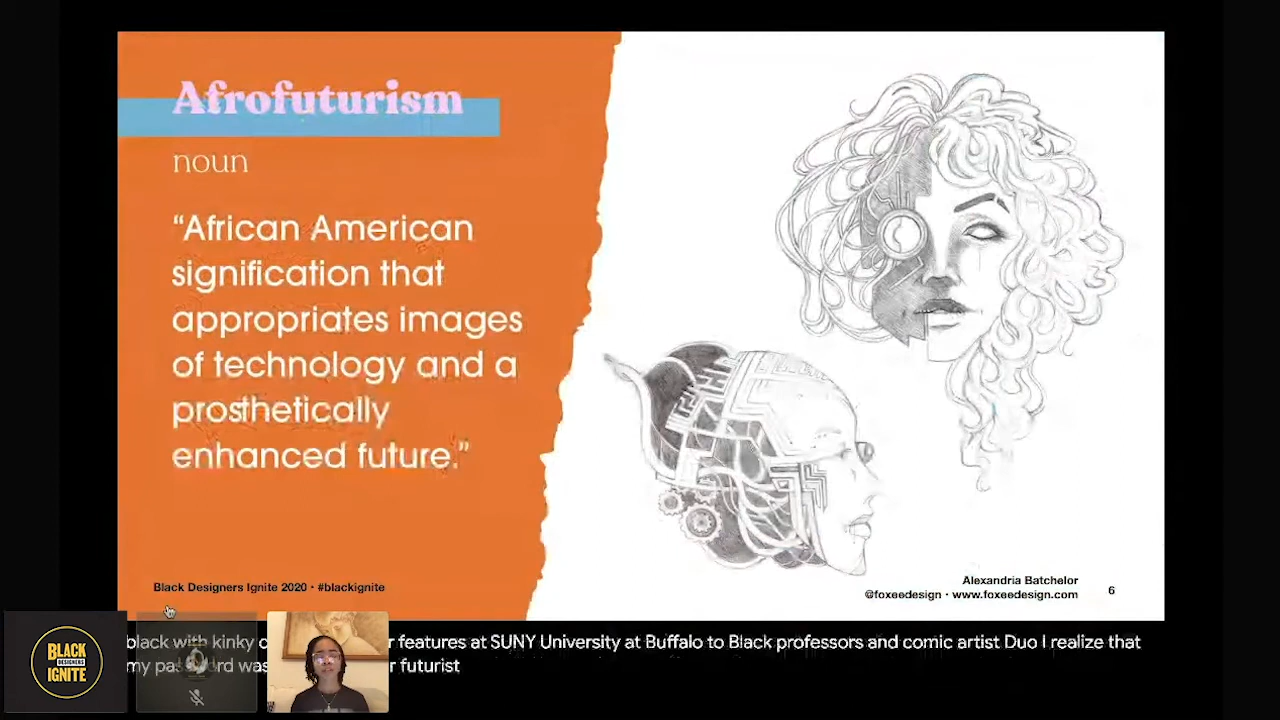 Afrofuturism
noun
“African American
signification that
appropriates images
of technology and a
prosthetically
enhanced future.”
Black Designers Ignite 2020 · #blackignite
Alexandria Batchelor
@foxeedesign · www.foxeedesign.com
6
BLACK
DESIGNERS
IGNITE
black with kinky features at SUNY University at Buffalo to Black professors and comic artist Duo I realize that
my was futurist